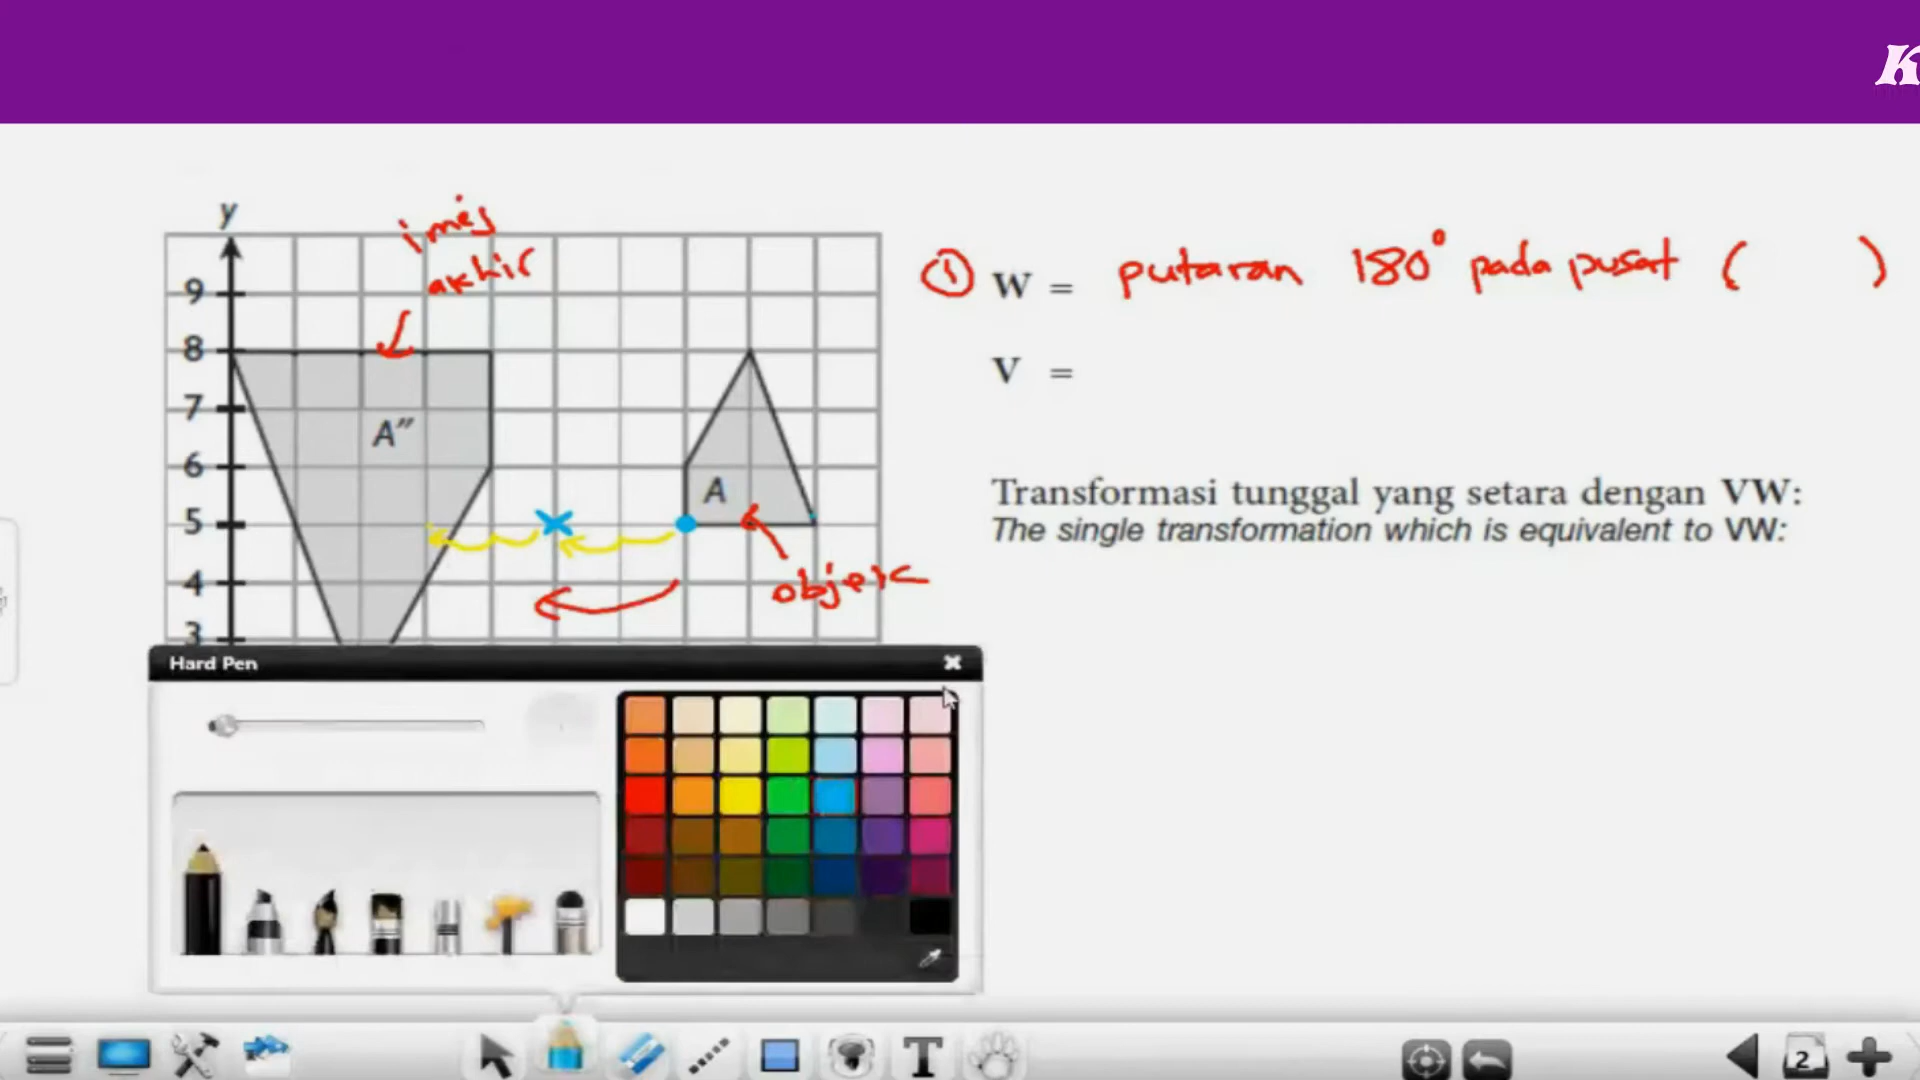 K
y
imej
akhir
① W = putaran 180° pada pusat ( )
9
8
V =
7
A″
6
A
Transformasi tunggal yang setara dengan VW:
5
The single transformation which is equivalent to VW:
4
objek
3
Hard Pen
T
2